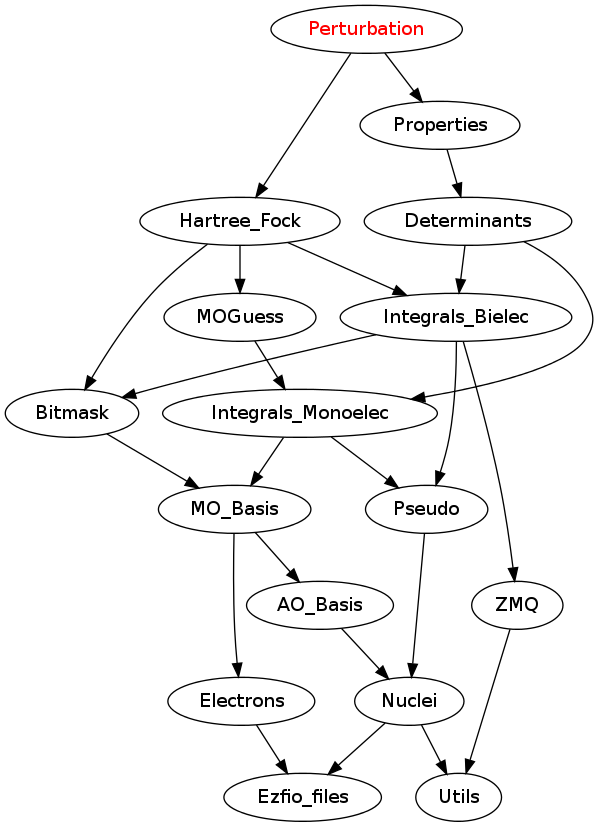 Perturbation
Properties
Hartree_Fock
Determinants
MOGuess
Integrals_Bielec
Bitmask
Integrals_Monoelec
MO_Basis
Pseudo
AO_Basis
ZMQ
Electrons
Nuclei
Ezfio_files
Utils